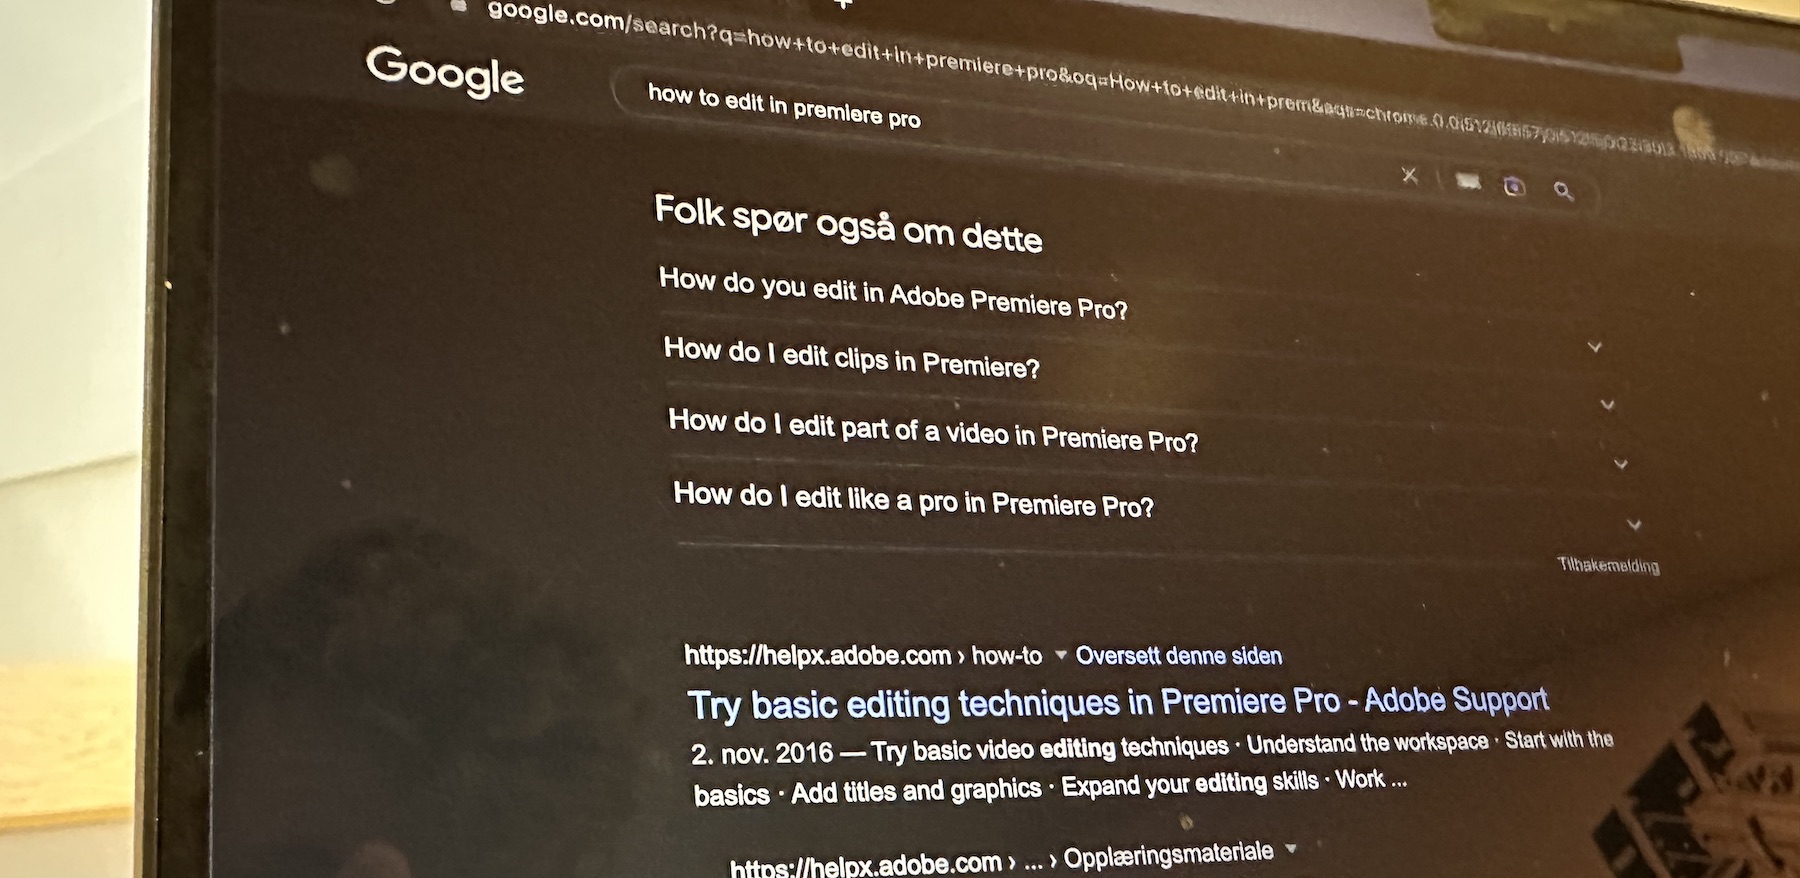 google.com/search?q=how+to+edit+in+premiere+pro&oq=How+to+edit+in+prem&aqs=chrome.0.0i512j69i57j0i512l
Google
how to edit in premiere pro
Folk spør også om dette
How do you edit in Adobe Premiere Pro?
How do I edit clips in Premiere?
How do I edit part of a video in Premiere Pro?
How do I edit like a pro in Premiere Pro?
Tilbakemelding
https://helpx.adobe.com › how-to Oversett denne siden
Try basic editing techniques in Premiere Pro - Adobe Support
2. nov. 2016 — Try basic video editing techniques · Understand the workspace · Start with the
basics · Add titles and graphics · Expand your editing skills · Work ...
https://helpx.adobe.com › ... › Opplæringsmateriale